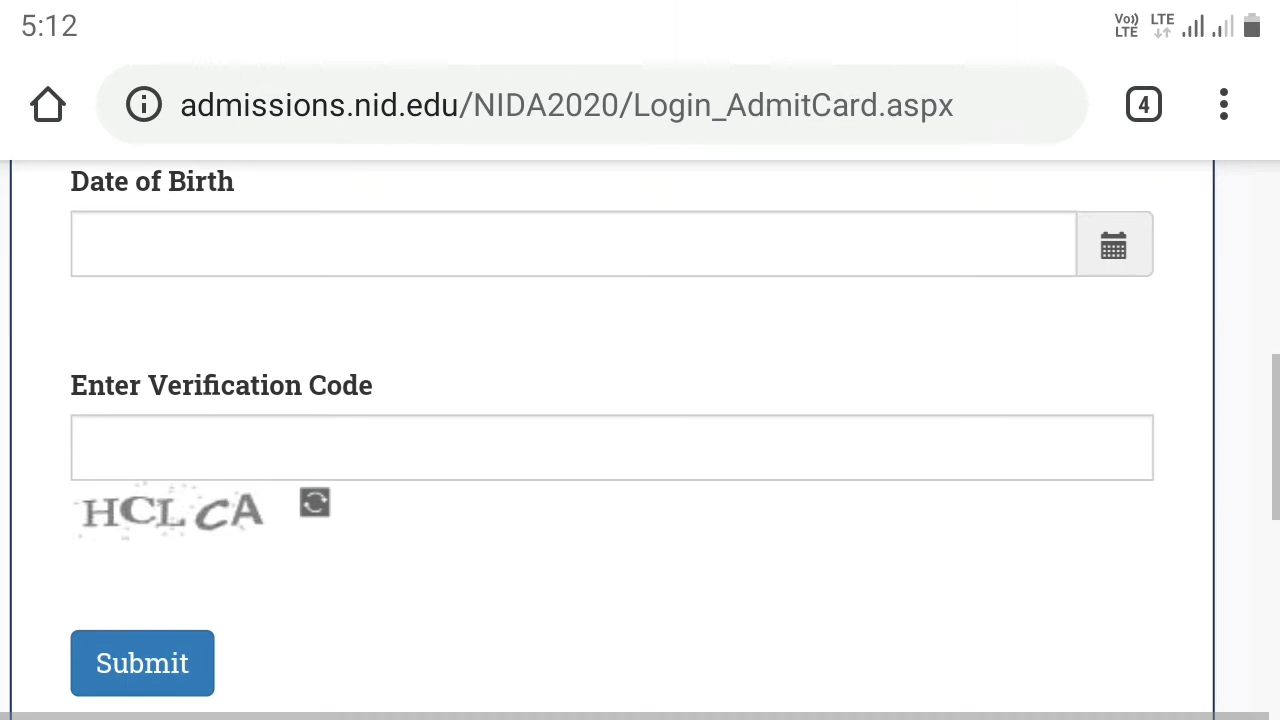 5:12
Vo)) LTE LTE
admissions.nid.edu/NIDA2020/Login_AdmitCard.aspx
4
Date of Birth
Enter Verification Code
HCLCA
Submit